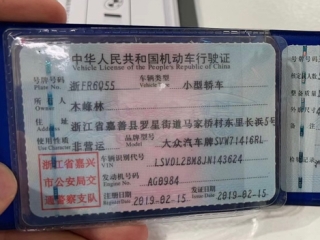 中华人民共和国机动车行驶证
Vehicle License of the People's Republic of China
号牌号码 浙FR6Q55 车辆类型 小型轿车
Plate No. Vehicle Type
所有人 木峰林
Owner
住址 浙江省嘉善县罗星街道马家桥村东里长浜5号
Address
使用性质 非营运 品牌型号 大众汽车牌SVW71416RL
Use Character Model
浙江省嘉兴 车辆识别代号 LSVDL2BM8JN143624
VIN
市公安局交 发动机号码 AG0984
Engine No.
通警察支队 注册日期 2019-02-15 发证日期 2019-02-15
Register Date Issue Date